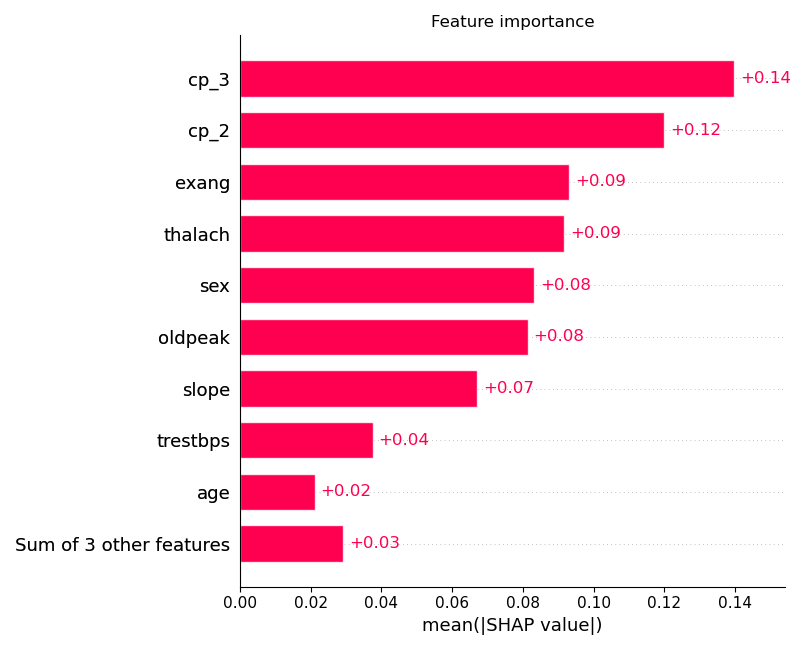 Feature importance
cp_3
+0.14
cp_2
+0.12
exang
+0.09
thalach
+0.09
sex
+0.08
oldpeak
+0.08
slope
+0.07
trestbps
+0.04
age
+0.02
Sum of 3 other features
+0.03
0.00 0.02 0.04 0.06 0.08 0.10 0.12 0.14
mean(|SHAP value|)